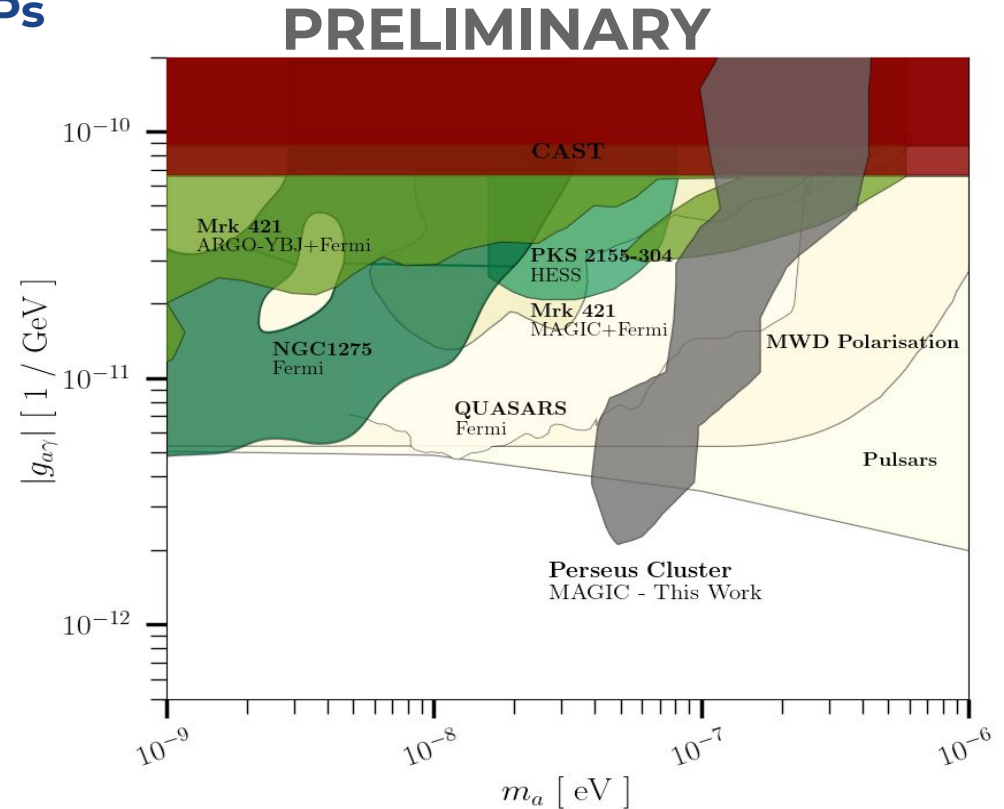 Ps
PRELIMINARY
10⁻¹⁰
CAST
Mrk 421
ARGO-YBJ+Fermi
PKS 2155-304
HESS
Mrk 421
MAGIC+Fermi
|g_{aγ}| [ 1 / GeV ]
MWD Polarisation
NGC1275
Fermi
10⁻¹¹
QUASARS
Fermi
Pulsars
Perseus Cluster
MAGIC - This Work
10⁻¹²
10⁻⁹
10⁻⁸
10⁻⁷
10⁻⁶
m_a [ eV ]